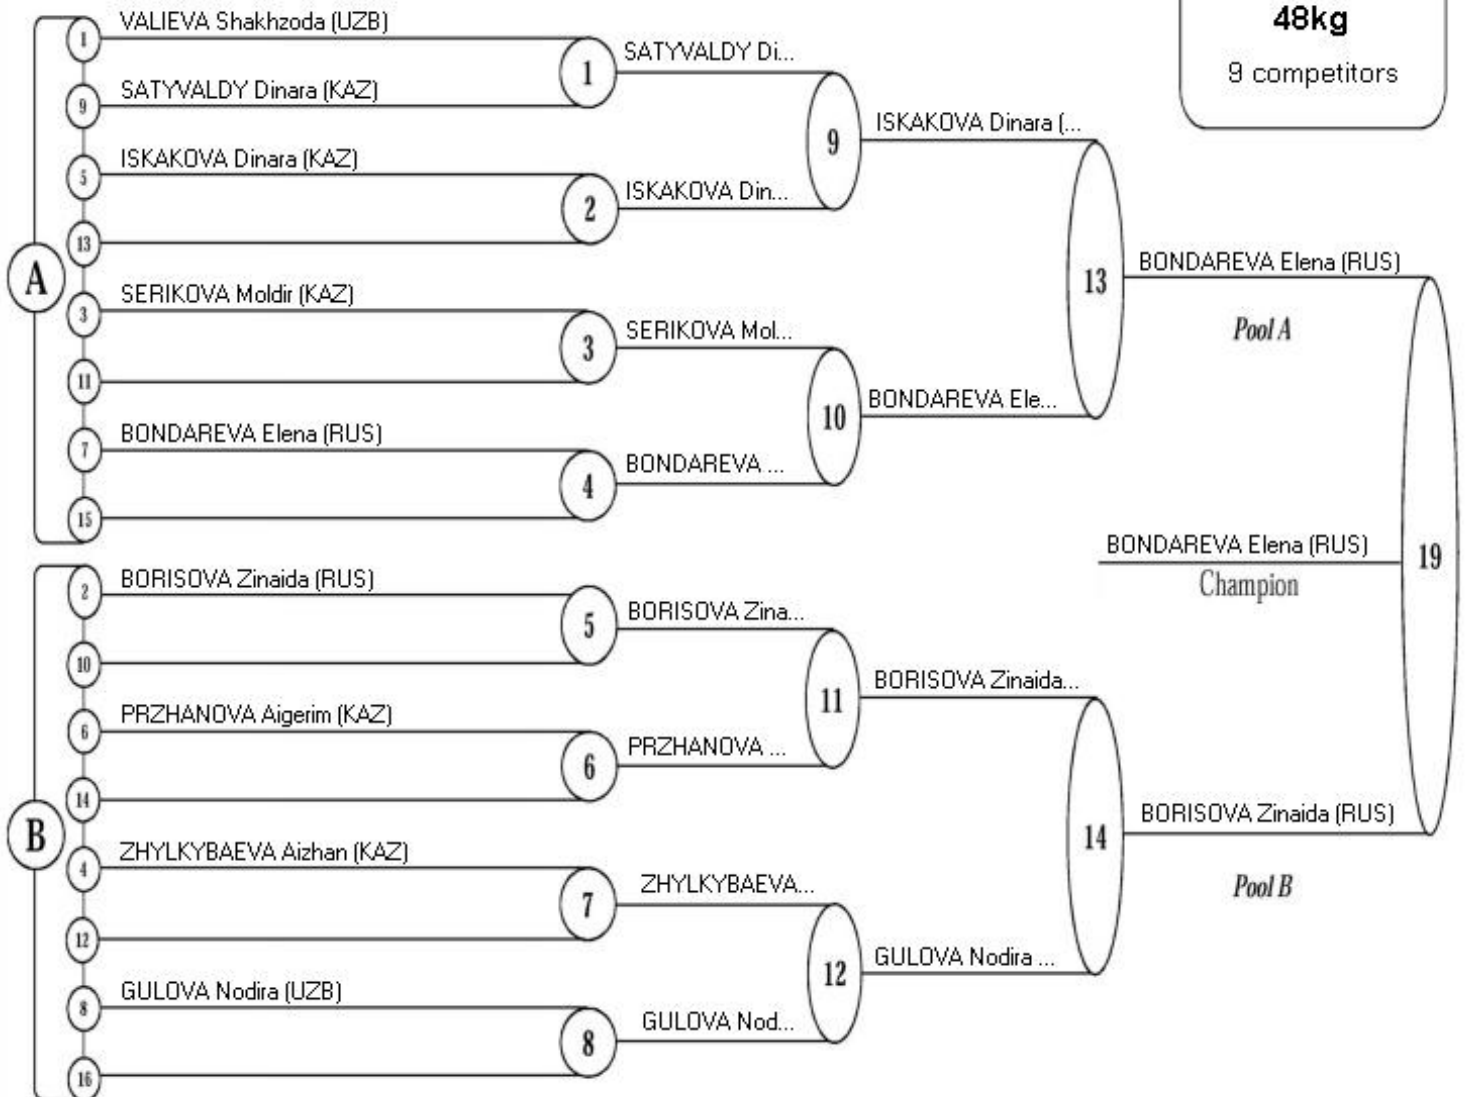 48kg
9 competitors
A
1
VALIEVA Shakhzoda (UZB)
9
SATYVALDY Dinara (KAZ)
5
ISKAKOVA Dinara (KAZ)
13
3
SERIKOVA Moldir (KAZ)
11
7
BONDAREVA Elena (RUS)
15
1
2
3
4
SATYVALDY Di...
ISKAKOVA Din...
SERIKOVA Mol...
BONDAREVA ...
9
10
ISKAKOVA Dinara (...
BONDAREVA Ele...
13
BONDAREVA Elena (RUS)
Pool A
B
2
BORISOVA Zinaida (RUS)
10
6
PRZHANOVA Aigerim (KAZ)
14
4
ZHYLKYBAEVA Aizhan (KAZ)
12
8
GULOVA Nodira (UZB)
16
5
6
7
8
BORISOVA Zina...
PRZHANOVA ...
ZHYLKYBAEVA...
GULOVA Nod...
11
12
BORISOVA Zinaida...
GULOVA Nodira ...
14
BORISOVA Zinaida (RUS)
Pool B
BONDAREVA Elena (RUS)
Champion
19